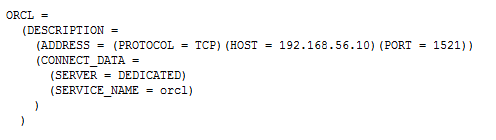 ORCL =
  (DESCRIPTION =
    (ADDRESS = (PROTOCOL = TCP)(HOST = 192.168.56.10)(PORT = 1521))
    (CONNECT_DATA =
      (SERVER = DEDICATED)
      (SERVICE_NAME = orcl)
    )
  )